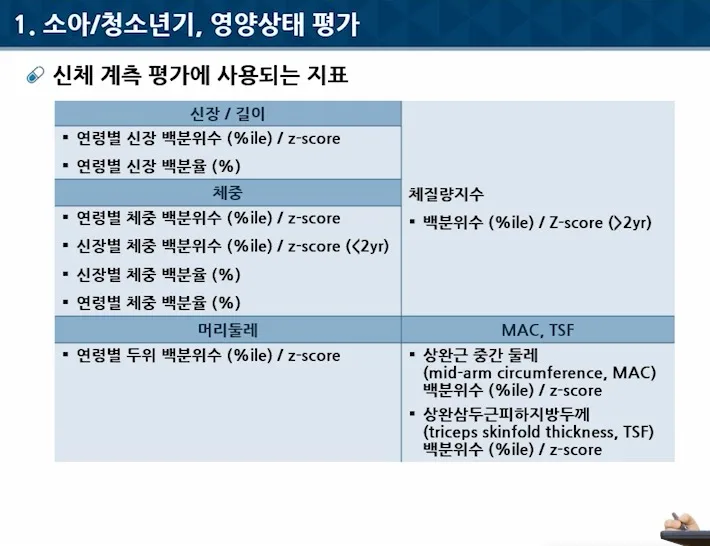 1. 소아/청소년기, 영양상태 평가
신체 계측 평가에 사용되는 지표
신장 / 길이
▪ 연령별 신장 백분위수 (%ile) / z-score
▪ 연령별 신장 백분율 (%)
체중
▪ 연령별 체중 백분위수 (%ile) / z-score
▪ 신장별 체중 백분위수 (%ile) / z-score (<2yr)
▪ 신장별 체중 백분율 (%)
▪ 연령별 체중 백분율 (%)
체질량지수
▪ 백분위수 (%ile) / Z-score (>2yr)
머리둘레
▪ 연령별 두위 백분위수 (%ile) / z-score
MAC, TSF
▪ 상완근 중간 둘레
(mid-arm circumference, MAC)
백분위수 (%ile) / z-score
▪ 상완삼두근피하지방두께
(triceps skinfold thickness, TSF)
백분위수 (%ile) / z-score